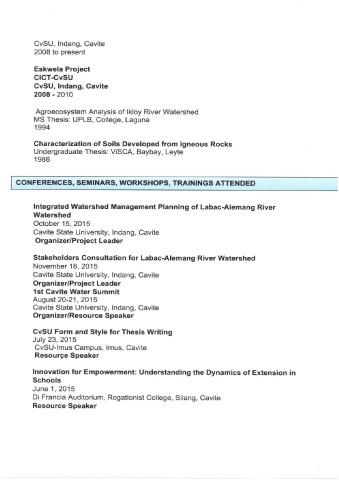 CvSU, Indang, Cavite
2008 to present
Eskwela Project
CICT-CvSU
CvSU, Indang, Cavite
2008 - 2010
Agroecosystem Analysis of Ikloy River Watershed
MS Thesis: UPLB, College, Laguna
1994
Characterization of Soils Developed from Igneous Rocks
Undergraduate Thesis: ViSCA, Baybay, Leyte
1986
CONFERENCES, SEMINARS, WORKSHOPS, TRAININGS ATTENDED
Integrated Watershed Management Planning of Labac-Alemang River
Watershed
October 15, 2015
Cavite State University, Indang, Cavite
Organizer/Project Leader
Stakeholders Consultation for Labac-Alemang River Watershed
November 18, 2015
Cavite State University, Indang, Cavite
Organizer/Project Leader
1st Cavite Water Summit
August 20-21, 2015
Cavite State University, Indang, Cavite
Organizer/Resource Speaker
CvSU Form and Style for Thesis Writing
July 23, 2015
CvSU-Imus Campus, Imus, Cavite
Resource Speaker
Innovation for Empowerment: Understanding the Dynamics of Extension in
Schools
June 1, 2015
Di Francia Auditorium, Rogationist College, Silang, Cavite
Resource Speaker